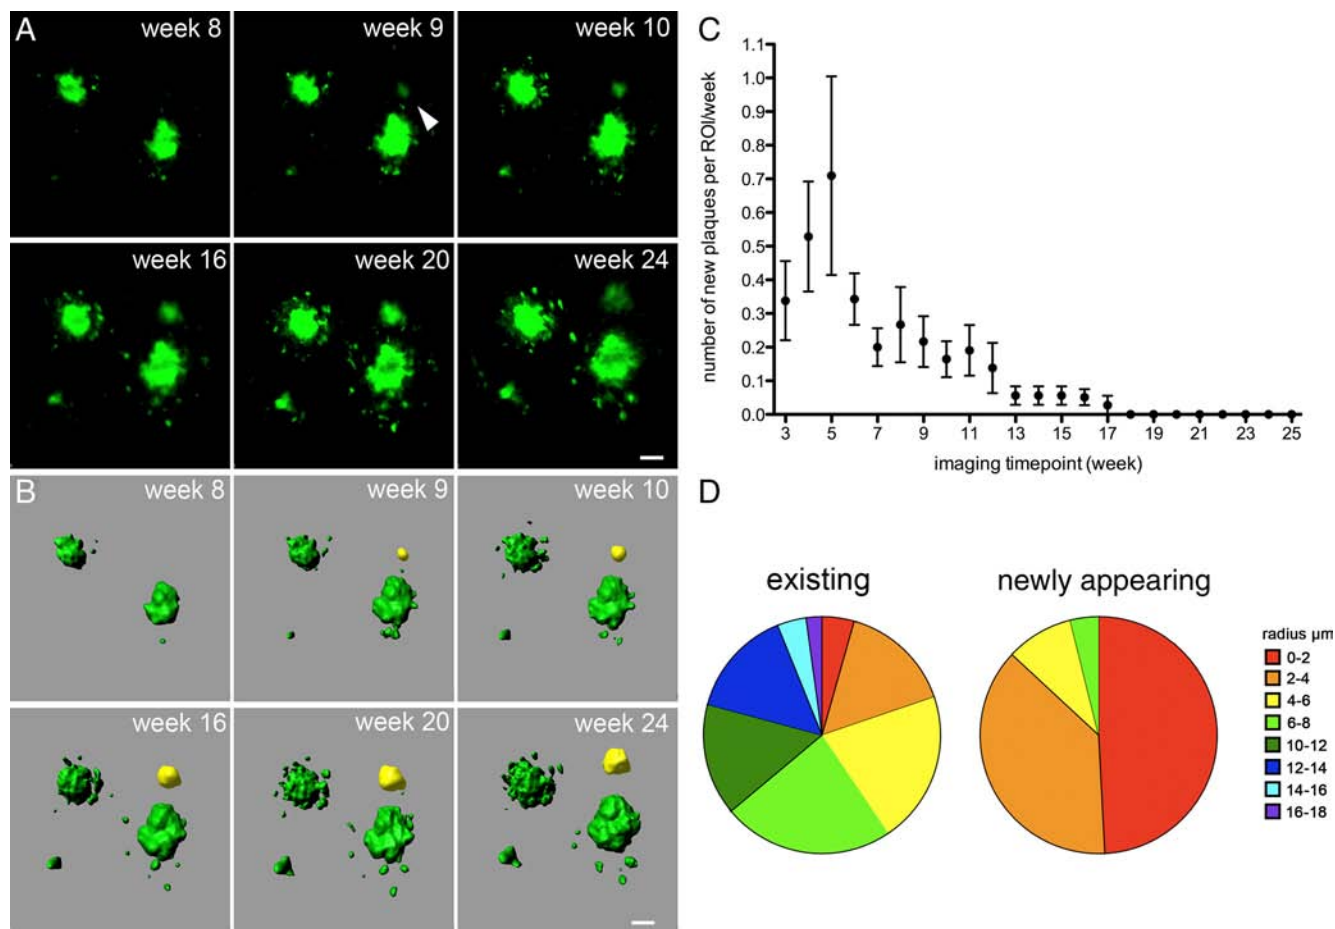 A
week 8
week 9
week 10
week 16
week 20
week 24
B
week 8
week 9
week 10
week 16
week 20
week 24
C
number of new plaques per ROI/week
1.1
1.0
0.9
0.8
0.7
0.6
0.5
0.4
0.3
0.2
0.1
0.0
3 5 7 9 11 13 15 17 19 21 23 25
imaging timepoint (week)
D
existing
newly appearing
radius µm
0-2
2-4
4-6
6-8
10-12
12-14
14-16
16-18